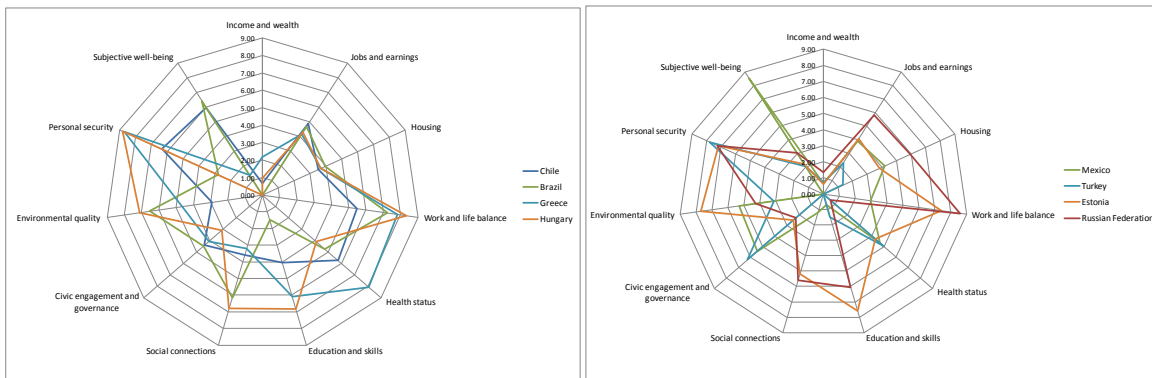 Income and wealth
9.00
8.00
7.00
6.00
5.00
4.00
3.00
2.00
1.00
0.00
Jobs and earnings
Housing
Work and life balance
Health status
Education and skills
Social connections
Civic engagement and
governance
Environmental quality
Personal security
Subjective well-being
Chile
Brazil
Greece
Hungary
Income and wealth
9.00
8.00
7.00
6.00
5.00
4.00
3.00
2.00
1.00
0.00
Jobs and earnings
Housing
Work and life balance
Health status
Education and skills
Social connections
Civic engagement and
governance
Environmental quality
Personal security
Subjective well-being
Mexico
Turkey
Estonia
Russian Federation